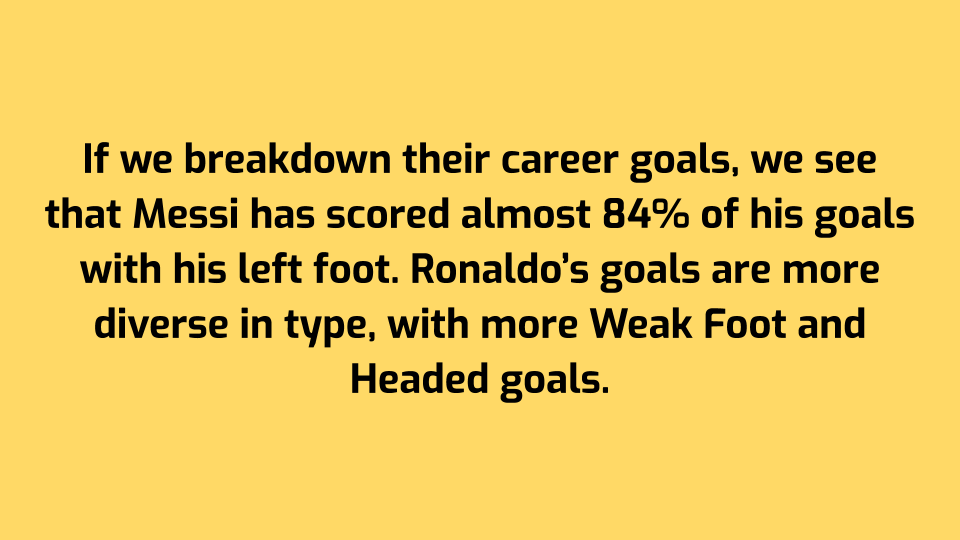 If we breakdown their career goals, we see
that Messi has scored almost 84% of his goals
with his left foot. Ronaldo’s goals are more
diverse in type, with more Weak Foot and
Headed goals.